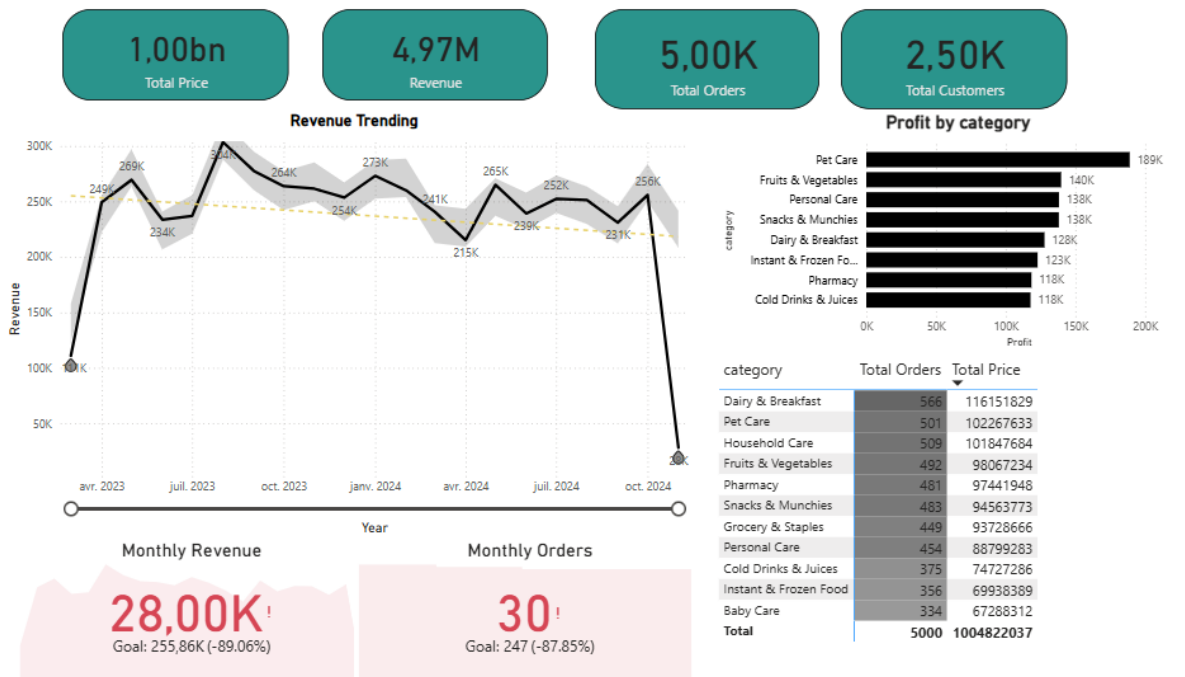 1,00bn
Total Price
4,97M
Revenue
5,00K
Total Orders
2,50K
Total Customers
Revenue Trending
Revenue
300K
250K
200K
150K
100K
50K
249K
269K
234K
304K
264K
254K
273K
241K
215K
265K
239K
252K
231K
256K
avr. 2023
juil. 2023
oct. 2023
janv. 2024
avr. 2024
juil. 2024
oct. 2024
Year
Profit by category
category
Pet Care 189K
Fruits & Vegetables 140K
Personal Care 138K
Snacks & Munchies 138K
Dairy & Breakfast 128K
Instant & Frozen Fo... 123K
Pharmacy 118K
Cold Drinks & Juices 118K
0K 50K 100K 150K 200K
Profit
category Total Orders Total Price
Dairy & Breakfast 566 116151829
Pet Care 501 102267633
Household Care 509 101847684
Fruits & Vegetables 492 98067234
Pharmacy 481 97441948
Snacks & Munchies 483 94563773
Grocery & Staples 449 93728666
Personal Care 454 88799283
Cold Drinks & Juices 375 74727286
Instant & Frozen Food 356 69938389
Baby Care 334 67288312
Total 5000 1004822037
Monthly Revenue
28,00K!
Goal: 255,86K (-89.06%)
Monthly Orders
30!
Goal: 247 (-87.85%)